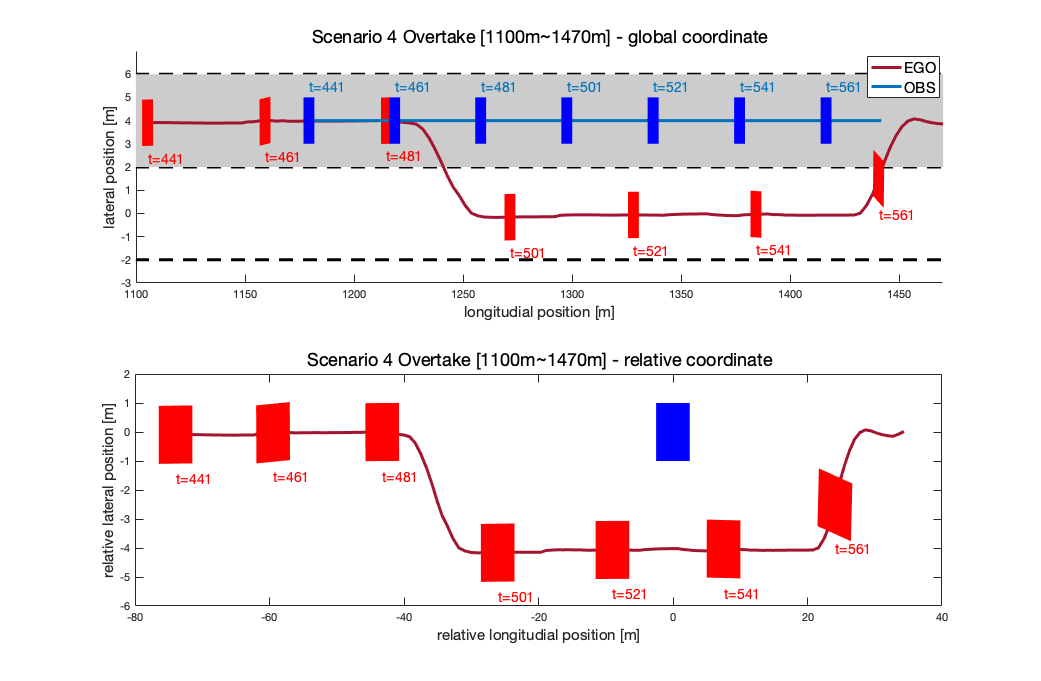 Scenario 4 Overtake [1100m~1470m] - global coordinate
EGO
OBS
t=441
t=461
t=481
t=501
t=521
t=541
t=561
t=441
t=461
t=481
t=501
t=521
t=541
t=561
6
5
4
3
2
1
0
-1
-2
-3
lateral position [m]
1100
1150
1200
1250
1300
1350
1400
1450
longitudial position [m]
Scenario 4 Overtake [1100m~1470m] - relative coordinate
2
1
0
-1
-2
-3
-4
-5
-6
relative lateral position [m]
t=441
t=461
t=481
t=501
t=521
t=541
t=561
-80
-60
-40
-20
0
20
40
relative longitudial position [m]